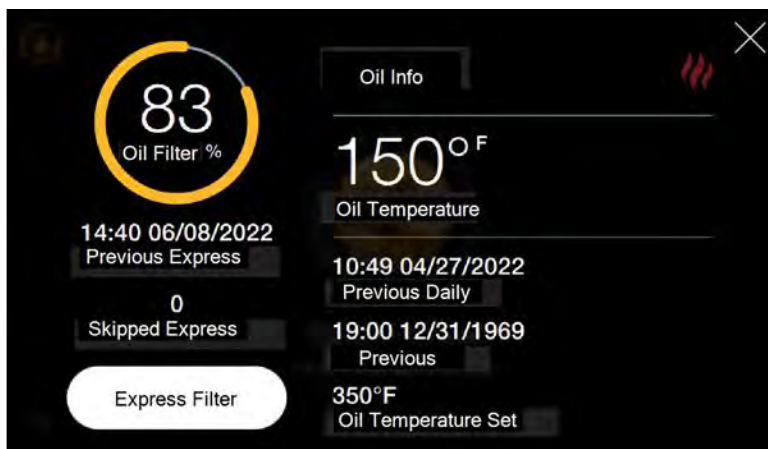 83
Oil Filter %
14:40 06/08/2022
Previous Express
0
Skipped Express
Express Filter
Oil Info
150°F
Oil Temperature
10:49 04/27/2022
Previous Daily
19:00 12/31/1969
Previous
350°F
Oil Temperature Set